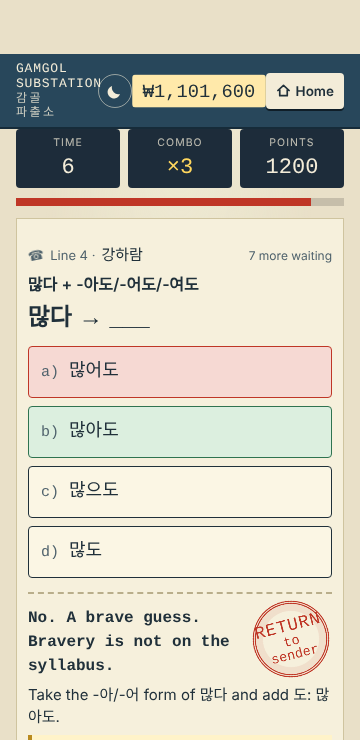 GAMGOL
SUBSTATION
감골
파출소
₩1,101,600
Home
TIME
6
COMBO
×3
POINTS
1200
☎ Line 4 · 강하람
7 more waiting
많다 + -아도/-어도/-여도
많다 → ___
a) 많어도
b) 많아도
c) 많으도
d) 많도
No. A brave guess.
Bravery is not on the
syllabus.
RETURN
to
sender
Take the -아/-어 form of 많다 and add 도: 많
아도.